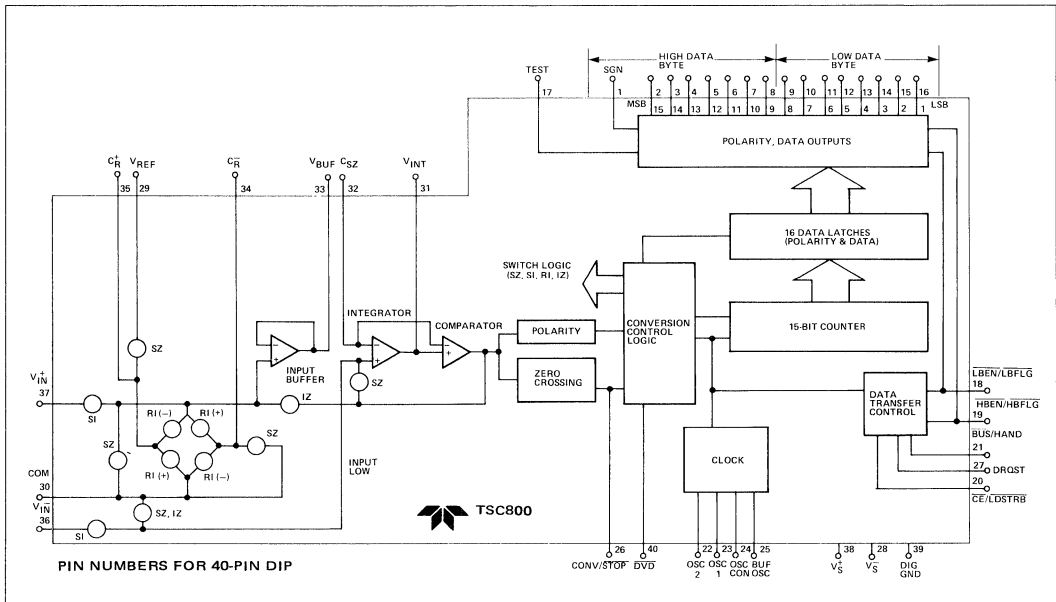 HIGH DATA BYTE
LOW DATA BYTE
TEST
SGN
17
1
2 3 4 5 6 7 8 9 10 11 12 13 14 15 16
MSB
LSB
15 14 13 12 11 10 9 8 7 6 5 4 3 2 1
POLARITY, DATA OUTPUTS
C+R
VREF
C−R
VBUF
CSZ
VINT
35
29
34
33
32
31
16 DATA LATCHES
(POLARITY & DATA)
SWITCH LOGIC
(SZ, SI, RI, IZ)
INTEGRATOR
COMPARATOR
POLARITY
CONVERSION
CONTROL
LOGIC
15-BIT COUNTER
SZ
INPUT
BUFFER
ZERO
CROSSING
V+IN
37
SI
IZ
SZ
LBEN/LBFLG
18
DATA
TRANSFER
CONTROL
HBEN/HBFLG
19
RI (−)
RI (+)
SZ
SZ
BUS/HAND
21
CLOCK
COM
30
RI (+)
RI (−)
INPUT
LOW
27
DRQST
20
CE/LDSTRB
V−IN
36
SI
SZ, IZ
TSC800
26
40
22
23
24
25
38
28
39
PIN NUMBERS FOR 40-PIN DIP
CONV/STOP
DVD
OSC
2
OSC
1
OSC
CON
BUF
OSC
V+S
V−S
DIG
GND